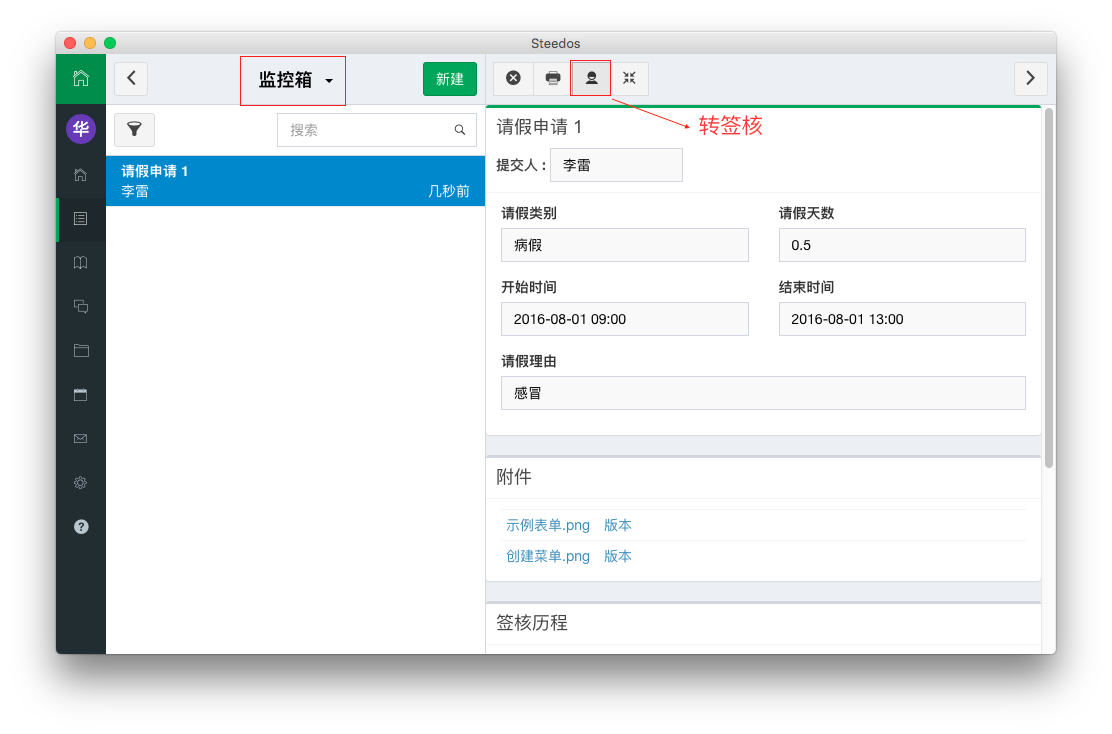 Steedos
监控箱
新建
转签核
华
搜索
请假申请 1
李雷
几秒前
请假申请 1
提交人 :
李雷
请假类别
请假天数
病假
0.5
开始时间
结束时间
2016-08-01 09:00
2016-08-01 13:00
请假理由
感冒
附件
示例表单.png 版本
创建菜单.png 版本
签核历程